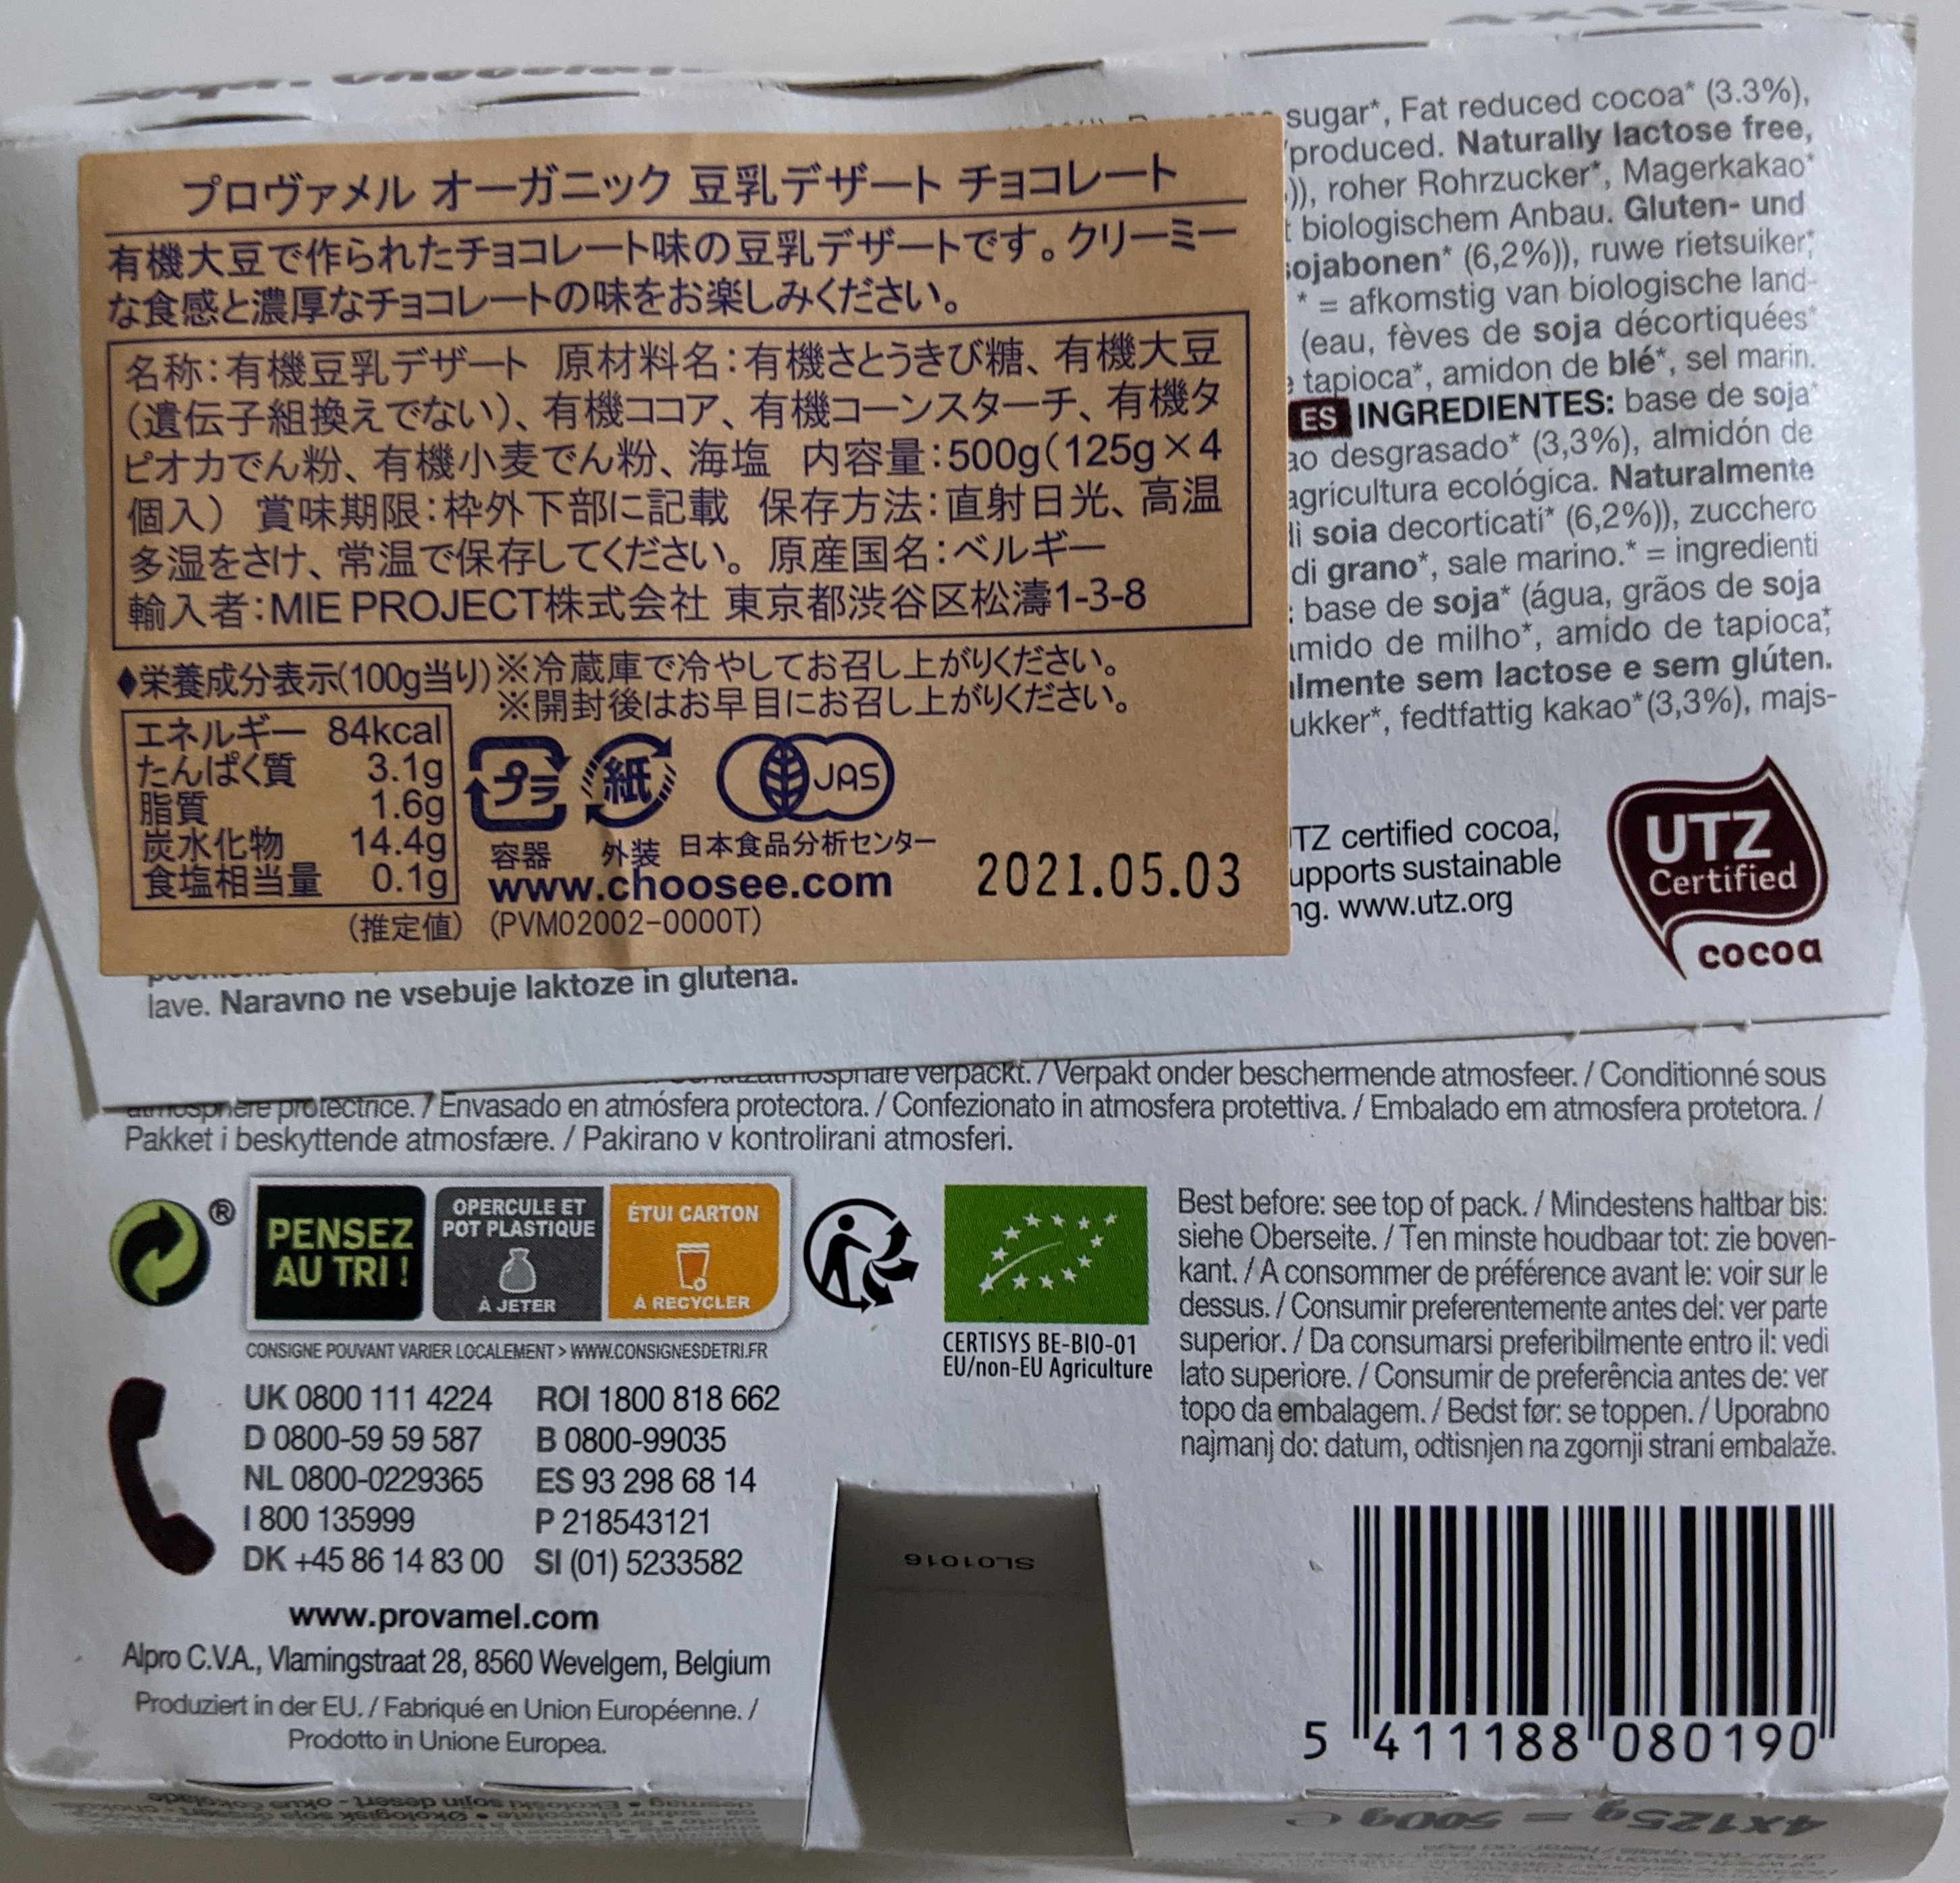 sugar*, Fat reduced cocoa* (3.3%),
produced. Naturally lactose free,
)), roher Rohrzucker*, Magerkakao*
biologischem Anbau. Gluten- und
sojabonen* (6,2%)), ruwe rietsuiker*,
* = afkomstig van biologische land-
(eau, fèves de soja décortiquées*
tapioca*, amidon de blé*, sel marin.
ES INGREDIENTES: base de soja*
desgrasado* (3,3%), almidón de
agricultura ecológica. Naturalmente
soia decorticati* (6,2%)), zucchero
di grano*, sale marino.* = ingredienti
: base de soja* (água, grãos de soja
amido de milho*, amido de tapioca*,
sem lactose e sem glúten.
fedtfattig kakao*(3,3%), majs-
プロヴァメル オーガニック 豆乳デザート チョコレート
有機大豆で作られたチョコレート味の豆乳デザートです。クリーミー
な食感と濃厚なチョコレートの味をお楽しみください。
名称:有機豆乳デザート 原材料名:有機さとうきび糖、有機大豆
(遺伝子組換えでない)、有機ココア、有機コーンスターチ、有機タ
ピオカでん粉、有機小麦でん粉、海塩 内容量:500g(125g×4
個入) 賞味期限:枠外下部に記載 保存方法:直射日光、高温
多湿をさけ、常温で保存してください。原産国名:ベルギー
輸入者:MIE PROJECT株式会社 東京都渋谷区松濤1-3-8
♦栄養成分表示(100g当り)※冷蔵庫で冷やしてお召し上がりください。
※開封後はお早目にお召し上がりください。
エネルギー 84kcal
たんぱく質 3.1g
脂質 1.6g
炭水化物 14.4g
食塩相当量 0.1g
(推定値)
プラ 紙 JAS
容器 外装 日本食品分析センター
www.choosee.com
(PVM02002-0000T)
2021.05.03
UTZ certified cocoa,
supports sustainable
www.utz.org
UTZ
Certified
cocoa
lave. Naravno ne vsebuje laktoze in glutena.
verpackt. / Verpakt onder beschermende atmosfeer. / Conditionné sous
atmosphère protectrice. / Envasado en atmósfera protectora. / Confezionato in atmosfera protettiva. / Embalado em atmosfera protetora. /
Pakket i beskyttende atmosfære. / Pakirano v kontrolirani atmosferi.
®
PENSEZ
AU TRI !
OPERCULE ET
POT PLASTIQUE
À JETER
ÉTUI CARTON
À RECYCLER
CONSIGNE POUVANT VARIER LOCALEMENT > WWW.CONSIGNESDETRI.FR
CERTISYS BE-BIO-01
EU/non-EU Agriculture
Best before: see top of pack. / Mindestens haltbar bis:
siehe Oberseite. / Ten minste houdbaar tot: zie boven-
kant. / A consommer de préférence avant le: voir sur le
dessus. / Consumir preferentemente antes del: ver parte
superior. / Da consumarsi preferibilmente entro il: vedi
lato superiore. / Consumir de preferência antes de: ver
topo da embalagem. / Bedst før: se toppen. / Uporabno
najmanj do: datum, odtisnjen na zgornji strani embalaže.
UK 0800 111 4224 ROI 1800 818 662
D 0800-59 59 587 B 0800-99035
NL 0800-0229365 ES 93 298 68 14
I 800 135999 P 218543121
DK +45 86 14 83 00 SI (01) 5233582
www.provamel.com
Alpro C.V.A., Vlamingstraat 28, 8560 Wevelgem, Belgium
Produziert in der EU. / Fabriqué en Union Européenne. /
Prodotto in Unione Europea.
SL01016
5 411188 080190
4x125g = 500g e